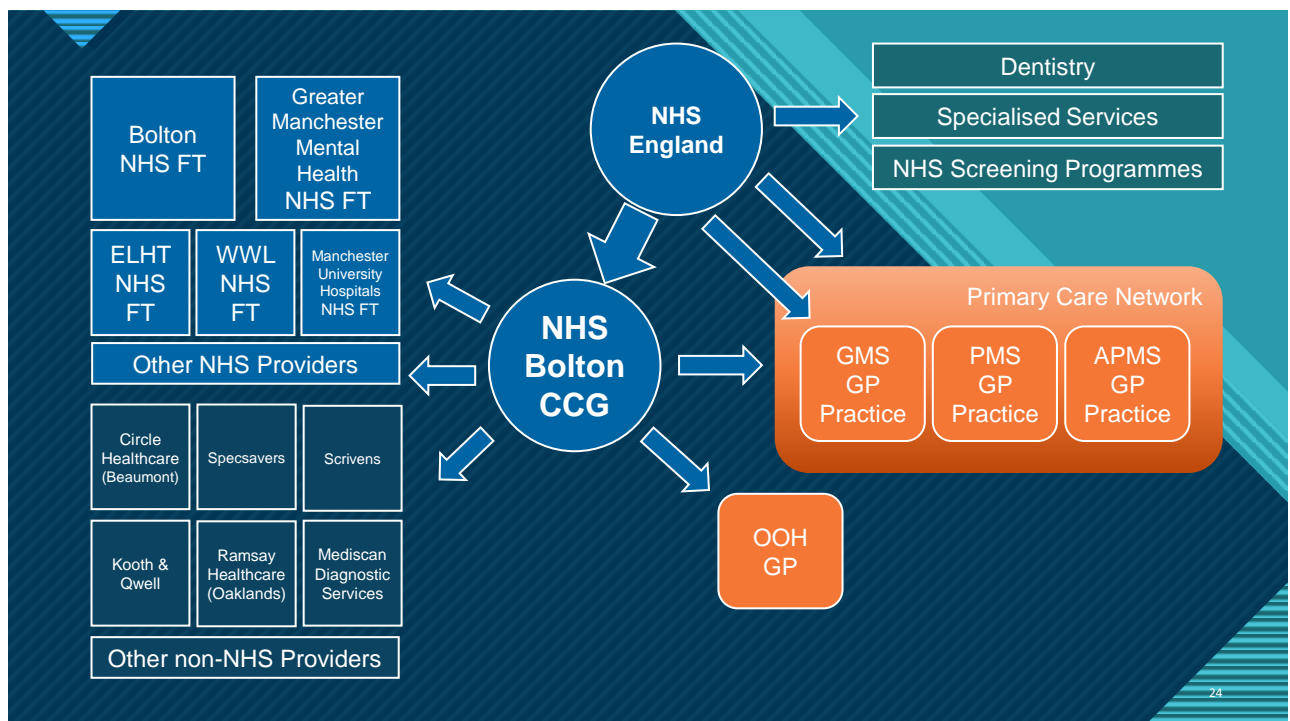 Bolton
NHS FT
Greater
Manchester
Mental
Health
NHS FT
ELHT
NHS
FT
WWL
NHS
FT
Manchester
University
Hospitals
NHS FT
Other NHS Providers
Circle
Healthcare
(Beaumont)
Specsavers
Scrivens
Kooth &
Qwell
Ramsay
Healthcare
(Oaklands)
Mediscan
Diagnostic
Services
Other non-NHS Providers
NHS
England
NHS
Bolton
CCG
Dentistry
Specialised Services
NHS Screening Programmes
Primary Care Network
GMS
GP
Practice
PMS
GP
Practice
APMS
GP
Practice
OOH
GP
24